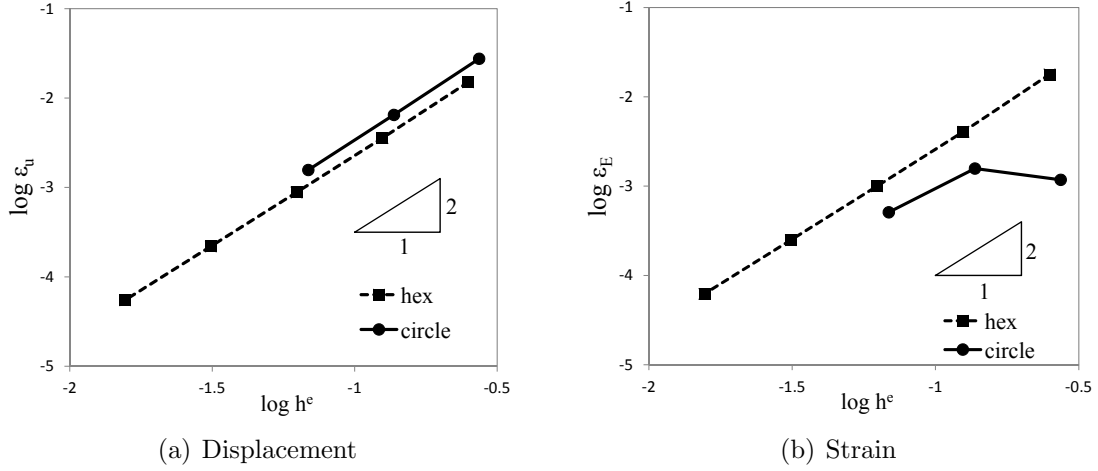 -1
-2
-3
-4
-5
-2
-1.5
-1
-0.5
log ε_u
log h^e
2
1
hex
circle
(a) Displacement
-1
-2
-3
-4
-5
-2
-1.5
-1
-0.5
log ε_E
log h^e
2
1
hex
circle
(b) Strain